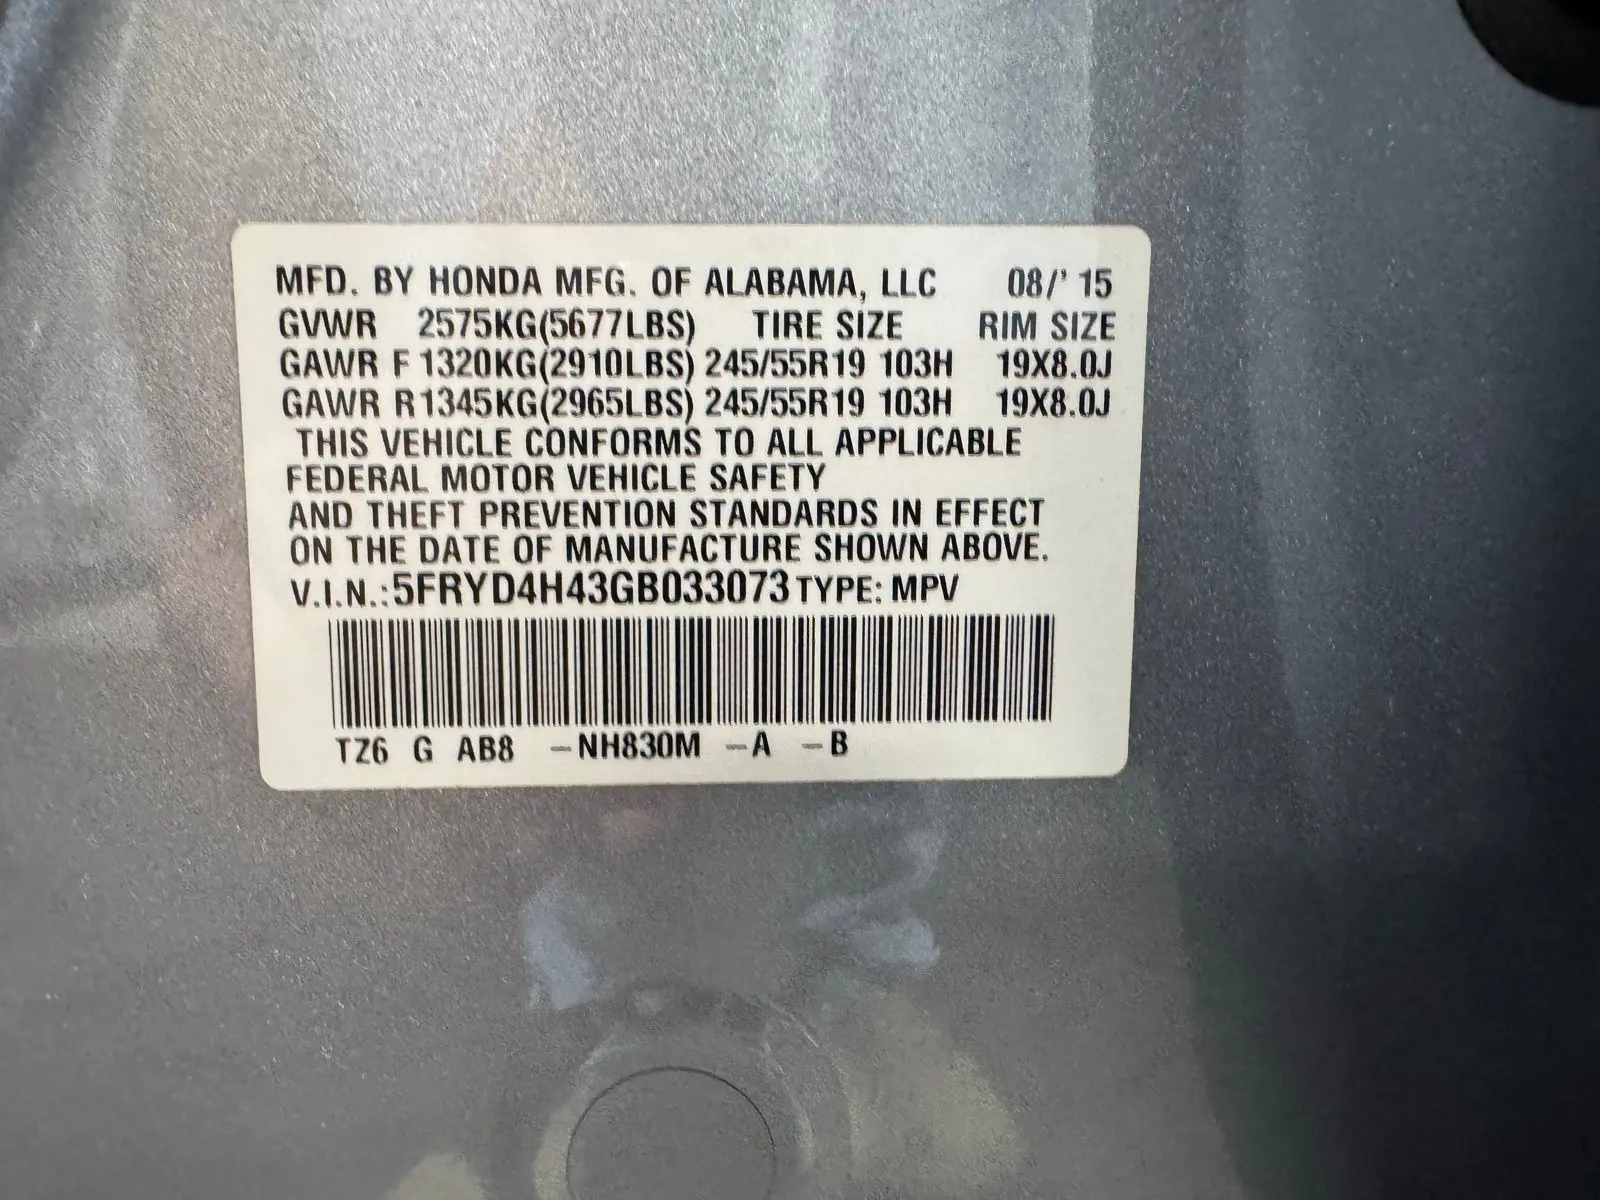 MFD. BY HONDA MFG. OF ALABAMA, LLC 08/' 15
GVWR 2575KG(5677LBS) TIRE SIZE RIM SIZE
GAWR F 1320KG(2910LBS) 245/55R19 103H 19X8.0J
GAWR R 1345KG(2965LBS) 245/55R19 103H 19X8.0J
THIS VEHICLE CONFORMS TO ALL APPLICABLE
FEDERAL MOTOR VEHICLE SAFETY
AND THEFT PREVENTION STANDARDS IN EFFECT
ON THE DATE OF MANUFACTURE SHOWN ABOVE.
V.I.N.:5FRYD4H43GB033073 TYPE: MPV
TZ6 G AB8 –NH830M –A –B